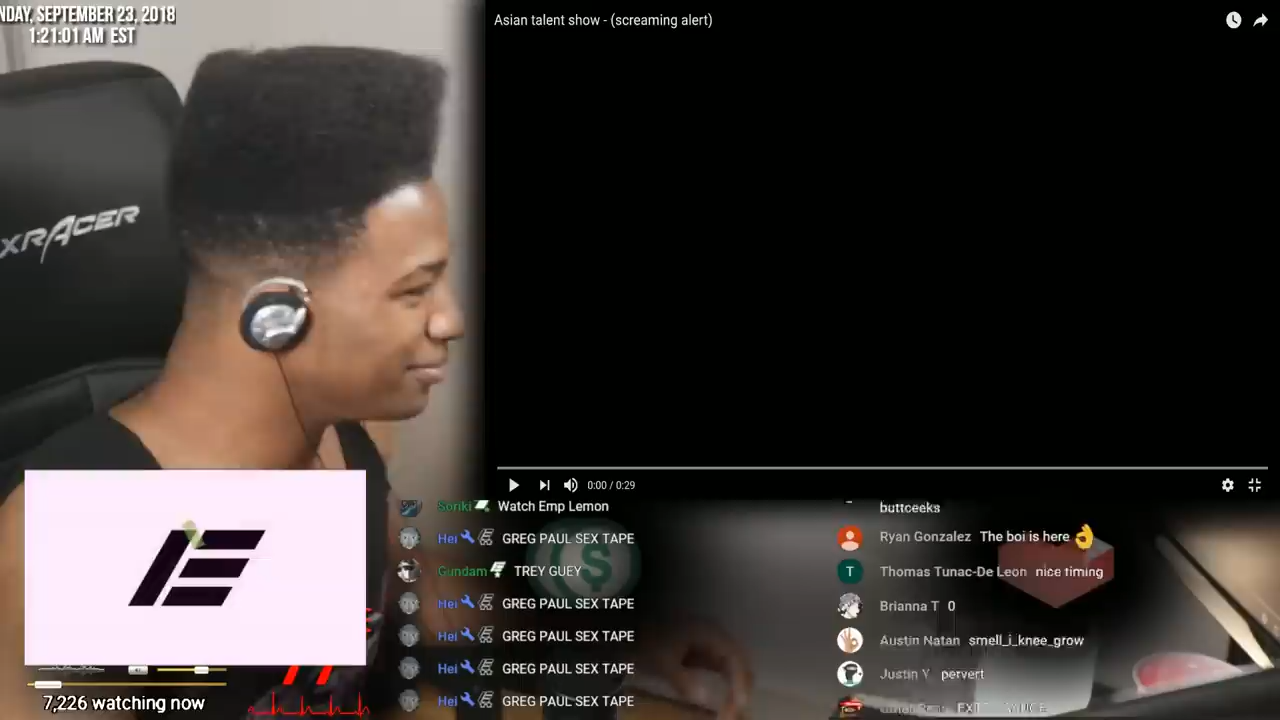 NDAY, SEPTEMBER 23, 2018
1:21:01 AM EST
Asian talent show - (screaming alert)
XRACER
0:00 / 0:29
Soriki Watch Emp Lemon
Hei GREG PAUL SEX TAPE
Gundam TREY GUEY
Hei GREG PAUL SEX TAPE
Hei GREG PAUL SEX TAPE
Hei GREG PAUL SEX TAPE
Hei GREG PAUL SEX TAPE
buttceeks
Ryan Gonzalez The boi is here 👌
T Thomas Tunac-De Leon nice timing
Brianna T 0
Austin Natan smell_i_knee_grow
Justin Y pervert
7,226 watching now